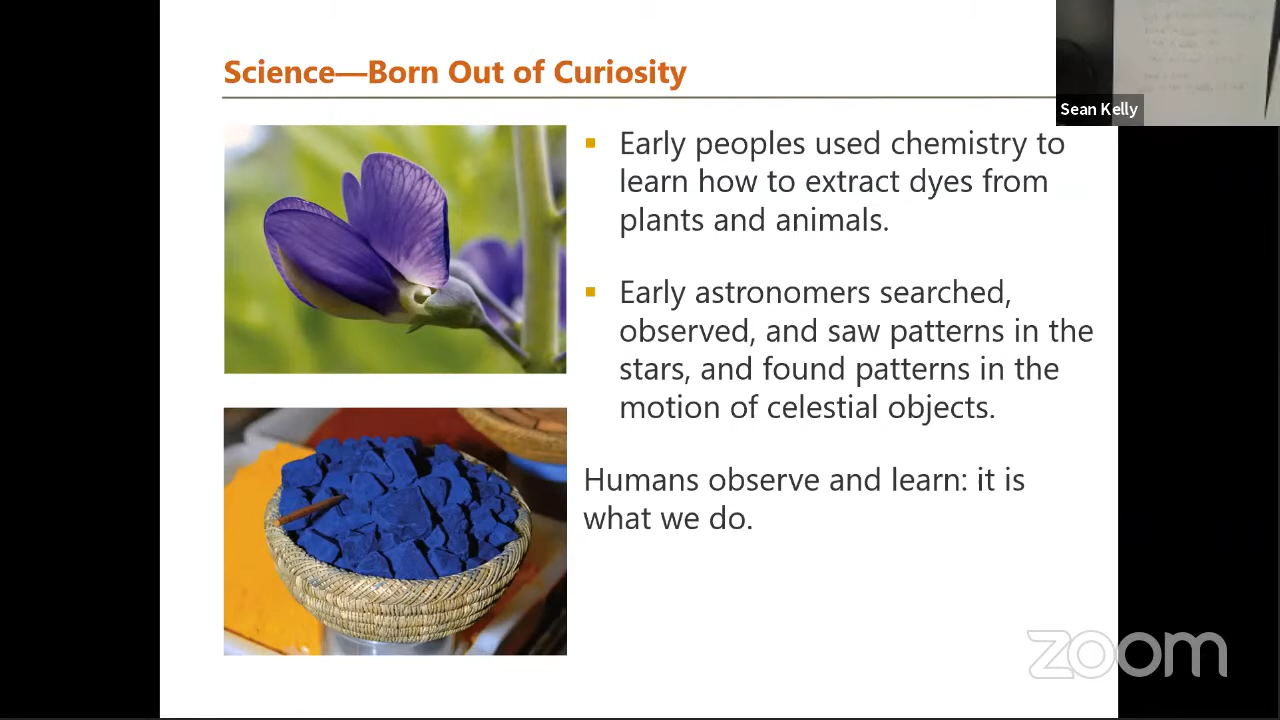 Science—Born Out of Curiosity
Sean Kelly
Early peoples used chemistry to
learn how to extract dyes from
plants and animals.
Early astronomers searched,
observed, and saw patterns in the
stars, and found patterns in the
motion of celestial objects.
Humans observe and learn: it is
what we do.
zoom